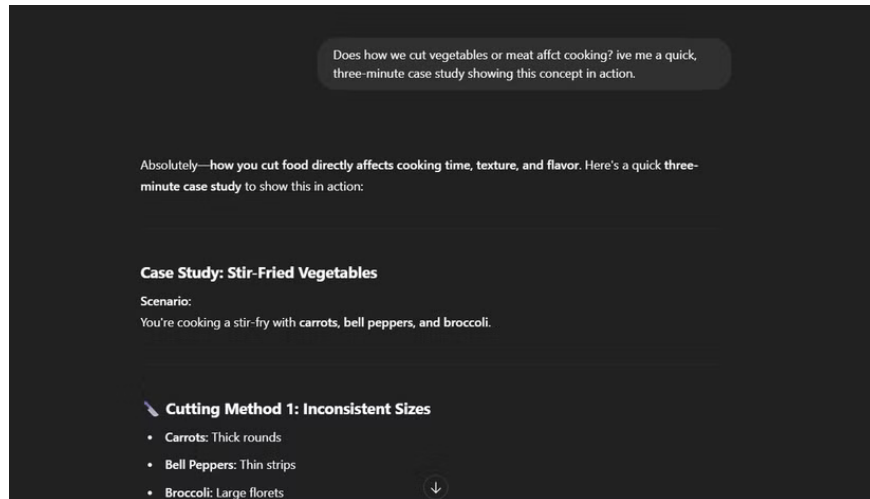 Does how we cut vegetables or meat affct cooking? ive me a quick,
three-minute case study showing this concept in action.
Absolutely—how you cut food directly affects cooking time, texture, and flavor. Here's a quick three-
minute case study to show this in action:
Case Study: Stir-Fried Vegetables
Scenario:
You're cooking a stir-fry with carrots, bell peppers, and broccoli.
🔪 Cutting Method 1: Inconsistent Sizes
• Carrots: Thick rounds
• Bell Peppers: Thin strips
• Broccoli: Large florets